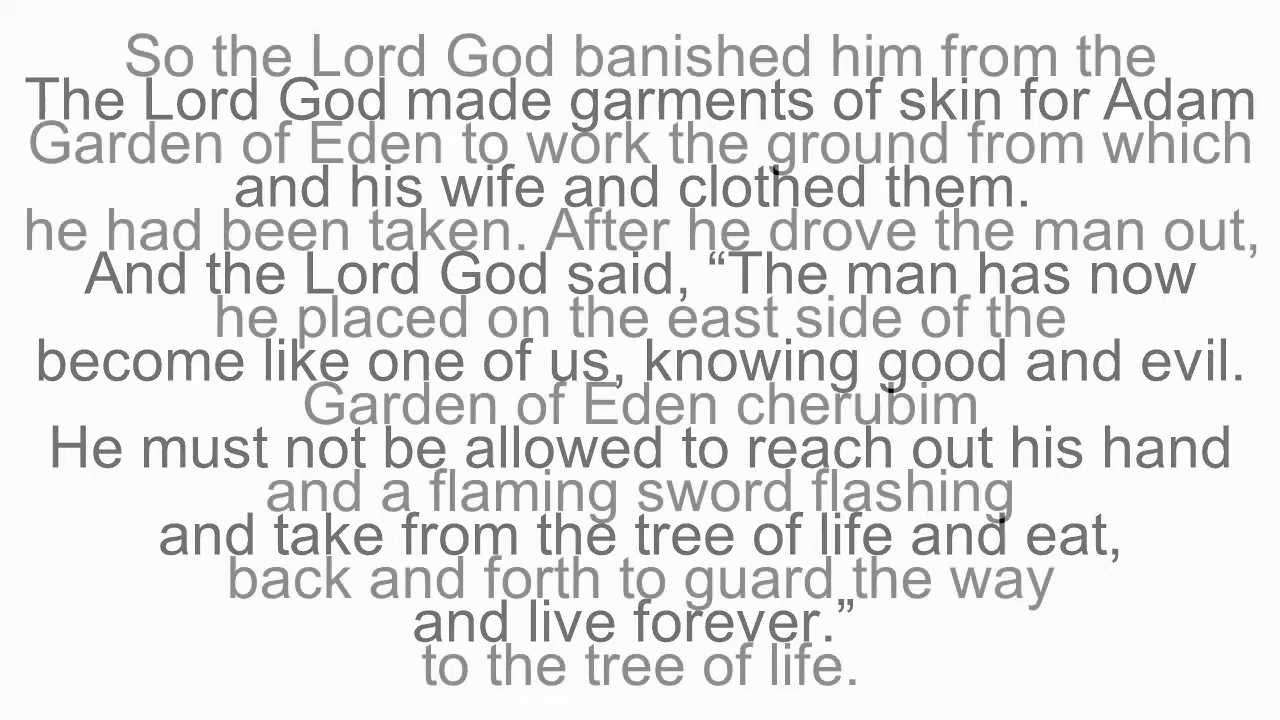 So the Lord God banished him from the
The Lord God made garments of skin for Adam
Garden of Eden to work the ground from which
and his wife and clothed them.
he had been taken. After he drove the man out,
And the Lord God said, “The man has now
he placed on the east side of the
become like one of us, knowing good and evil.
Garden of Eden cherubim
He must not be allowed to reach out his hand
and a flaming sword flashing
and take from the tree of life and eat,
back and forth to guard the way
and live forever.”
to the tree of life.